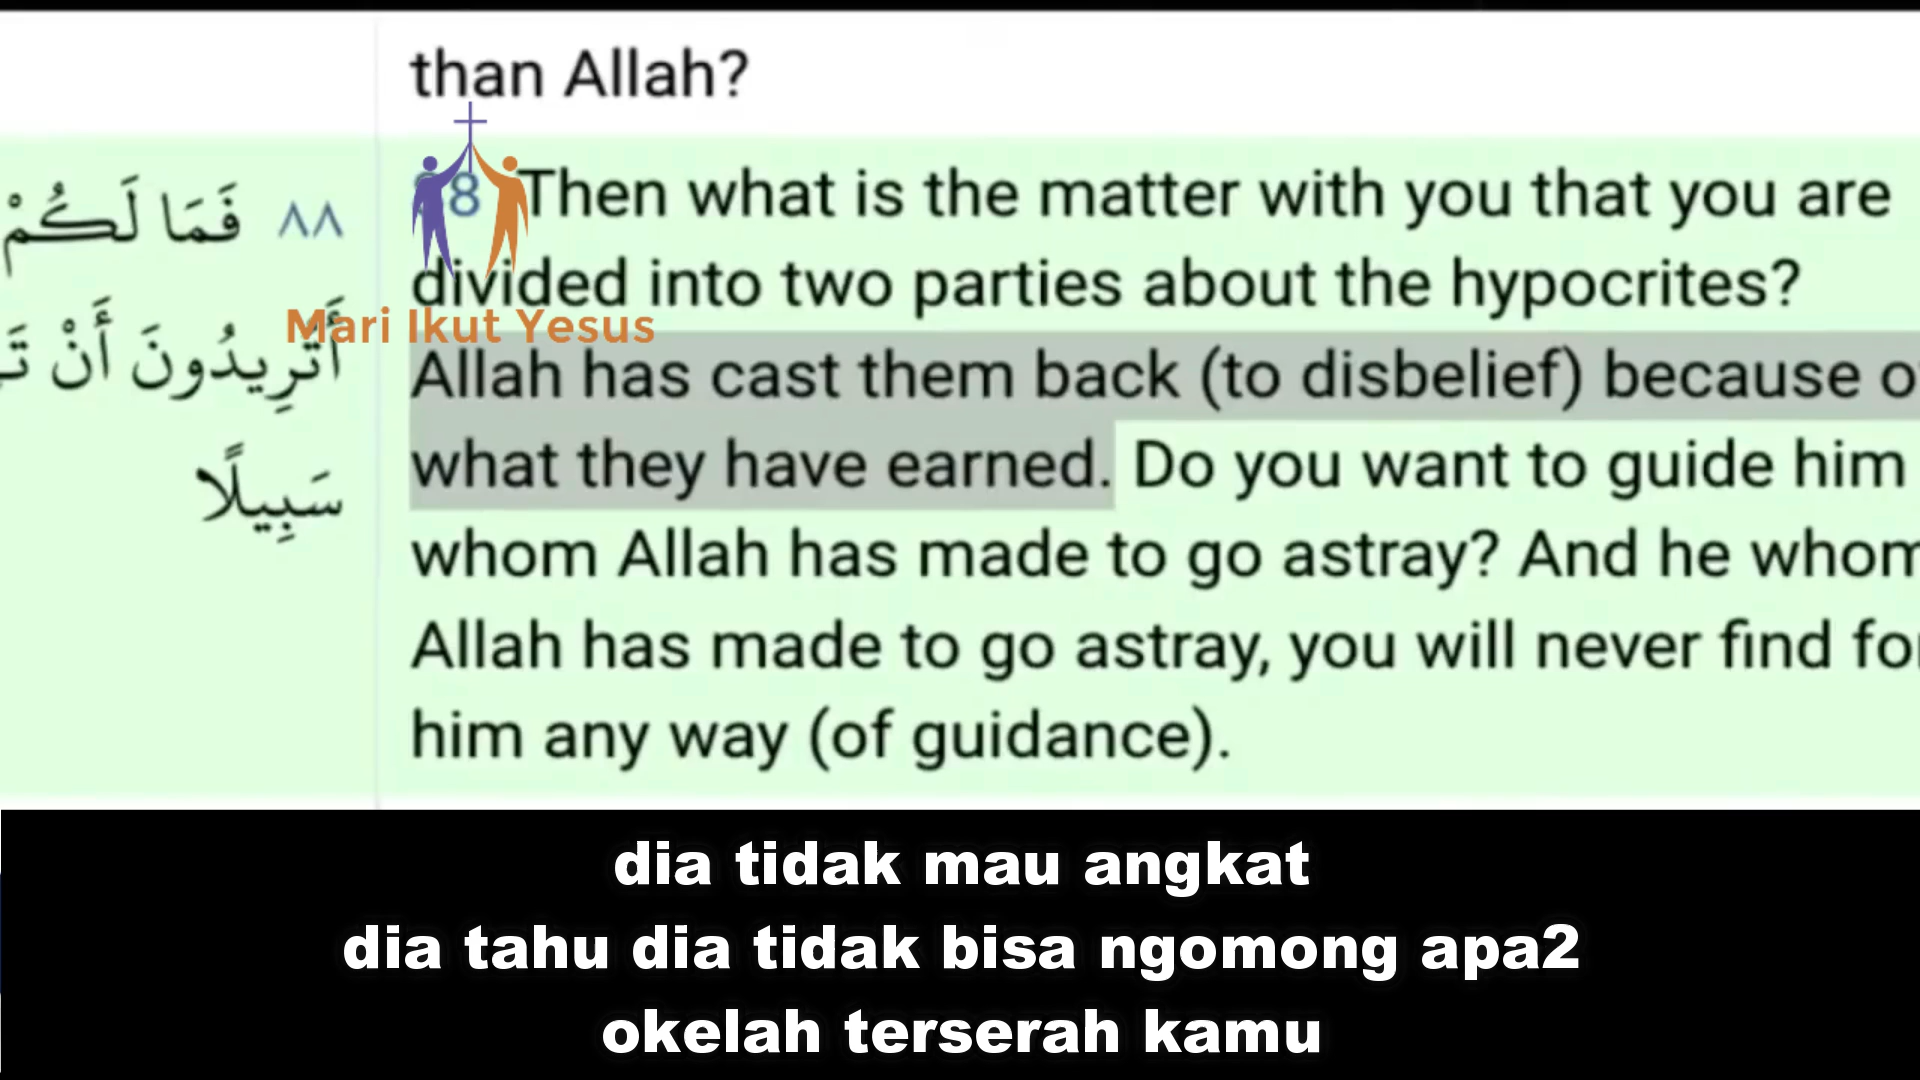 than Allah?
فَمَا لَكُمْ ٨٨
أَتُرِيدُونَ أَنْ
سَبِيلًا
8 Then what is the matter with you that you are
divided into two parties about the hypocrites?
Mari Ikut Yesus
Allah has cast them back (to disbelief) because
what they have earned. Do you want to guide him
whom Allah has made to go astray? And he whom
Allah has made to go astray, you will never find for
him any way (of guidance).
dia tidak mau angkat
dia tahu dia tidak bisa ngomong apa2
okelah terserah kamu